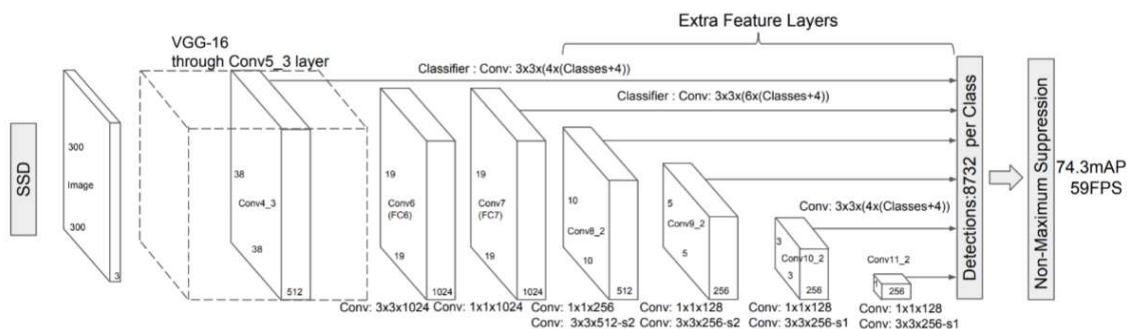 Extra Feature Layers
VGG-16
through Conv5_3 layer
Classifier : Conv: 3x3x(4x(Classes+4))
Classifier : Conv: 3x3x(6x(Classes+4))
SSD
300
Image
300
3
38
Conv4_3
38
512
19
Conv6
(FC6)
19
1024
19
Conv7
(FC7)
19
1024
10
Conv8_2
10
512
5
Conv9_2
5
256
Conv: 3x3x(4x(Classes+4))
3
Conv10_2
3
256
Conv11_2
1
256
Conv: 3x3x1024
Conv: 1x1x1024
Conv: 1x1x256
Conv: 3x3x512-s2
Conv: 1x1x128
Conv: 3x3x256-s2
Conv: 1x1x128
Conv: 3x3x256-s1
Conv: 1x1x128
Conv: 3x3x256-s1
Detections:8732 per Class
Non-Maximum Suppression
74.3mAP
59FPS